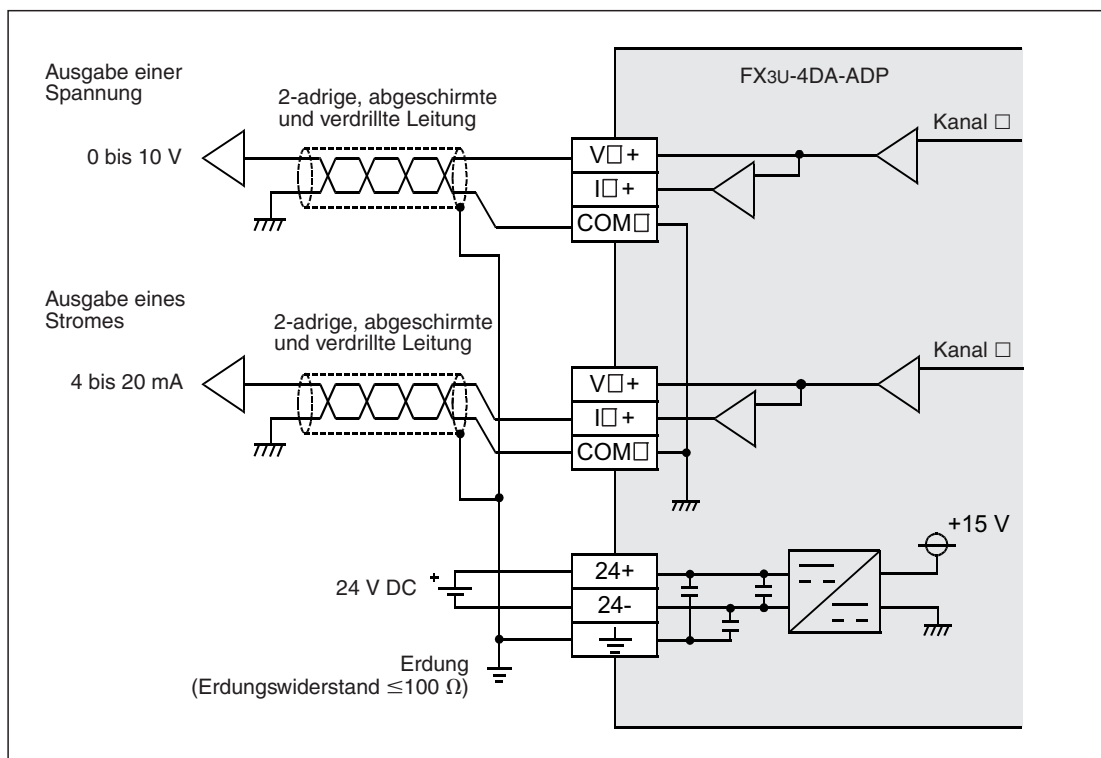 FX3U-4DA-ADP
Ausgabe einer
Spannung
0 bis 10 V
2-adrige, abgeschirmte
und verdrillte Leitung
V□+
I□+
COM□
Kanal □
Ausgabe eines
Stromes
4 bis 20 mA
2-adrige, abgeschirmte
und verdrillte Leitung
V□+
I□+
COM□
Kanal □
24 V DC
+
24+
24-
+15 V
Erdung
(Erdungswiderstand ≤100 Ω)